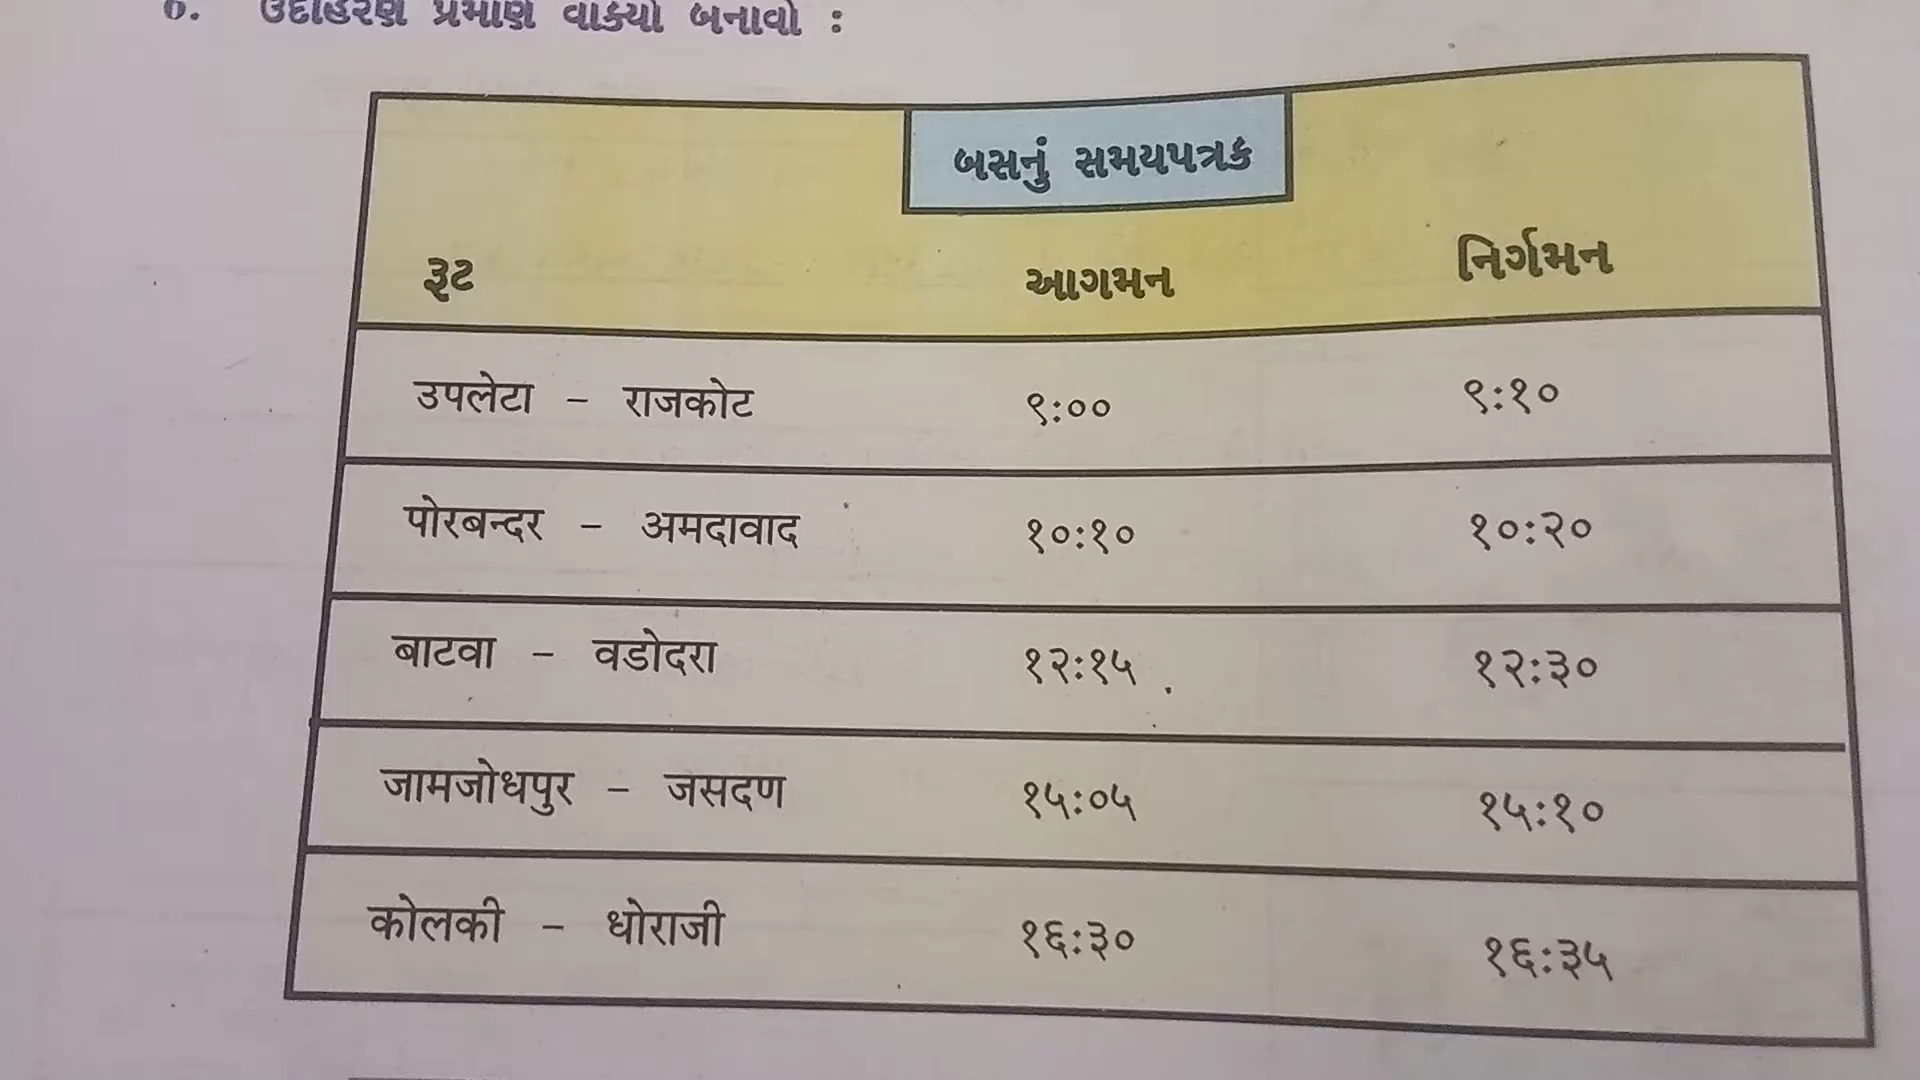 ૭. ઉદાહરણ પ્રમાણે વાક્યો બનાવો :
બસનું સમયપત્રક
રૂટ આગમન નિર્ગમન
उपलेटा – राजकोट ९:०० ९:१०
पोरबन्दर – अमदावाद १०:१० १०:२०
बाटवा – वडोदरा १२:१५ १२:३०
जामजोधपुर – जसदण १५:०५ १५:१०
कोलकी – धोराजी १६:३० १६:३५